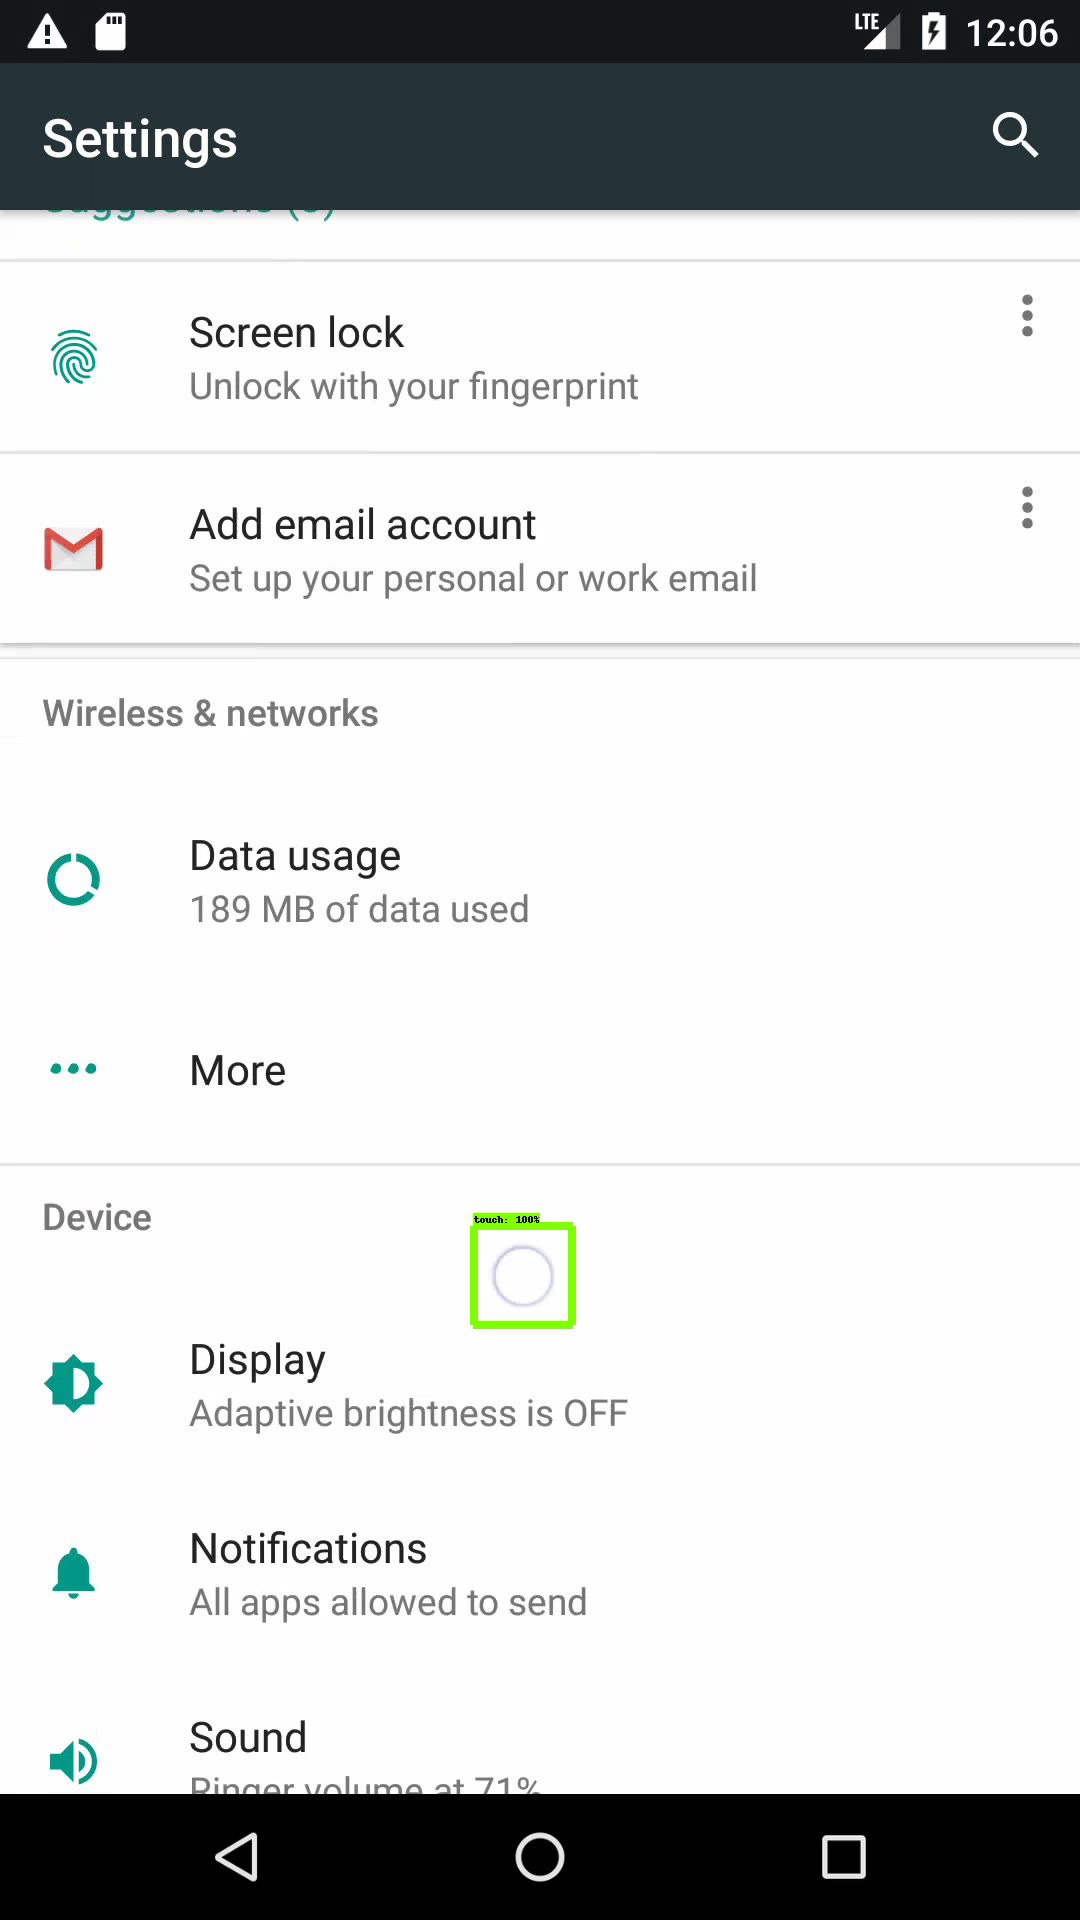 LTE 12:06
Settings
Suggestions (3)
Screen lock
Unlock with your fingerprint
Add email account
Set up your personal or work email
Wireless & networks
Data usage
189 MB of data used
More
Device
touch: 100%
Display
Adaptive brightness is OFF
Notifications
All apps allowed to send
Sound
Ringer volume at 71%